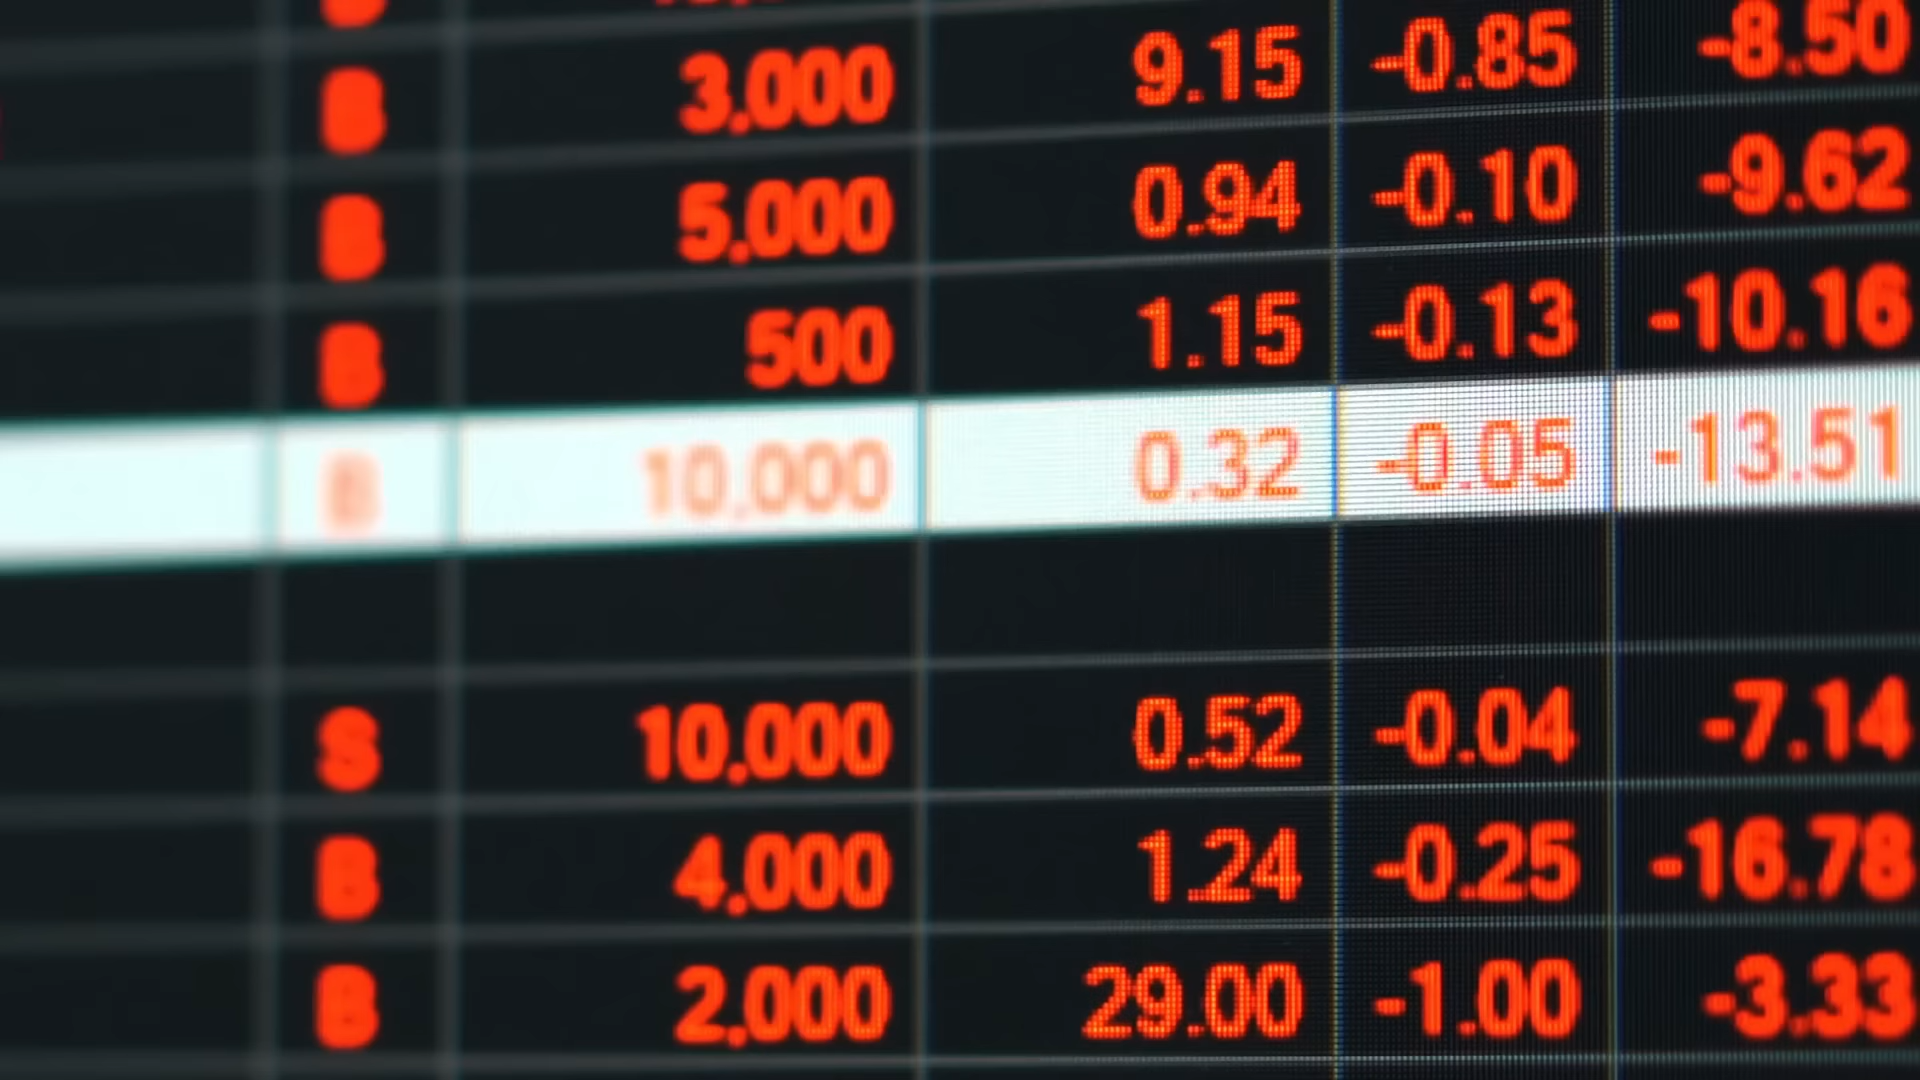 B 3,000 9.15 -0.85 -8.50
B 5,000 0.94 -0.10 -9.62
B 500 1.15 -0.13 -10.16
B 10,000 0.32 -0.05 -13.51
S 10,000 0.52 -0.04 -7.14
B 4,000 1.24 -0.25 -16.78
B 2,000 29.00 -1.00 -3.33